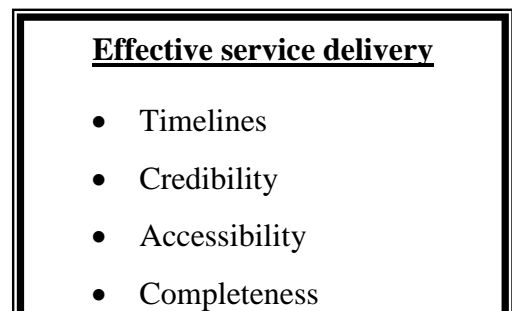 Effective service delivery
• Timelines
• Credibility
• Accessibility
• Completeness